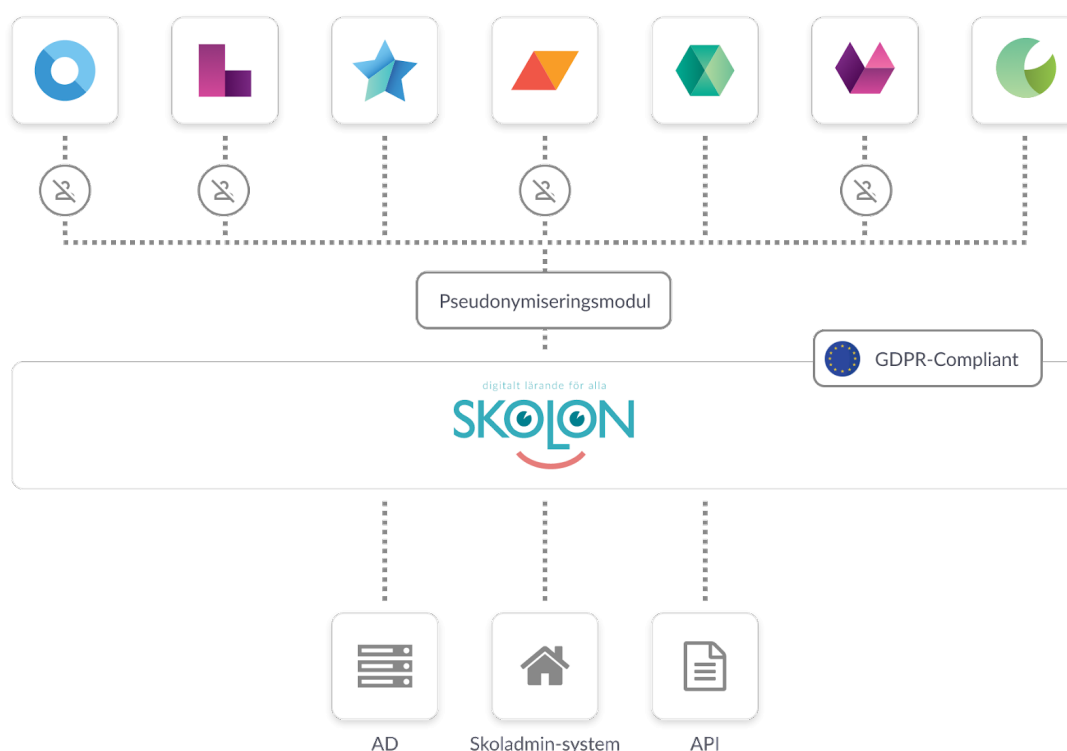 Pseudonymiseringsmodul
GDPR-Compliant
digitalt lärande för alla
SKOLON
AD
Skoladmin-system
API